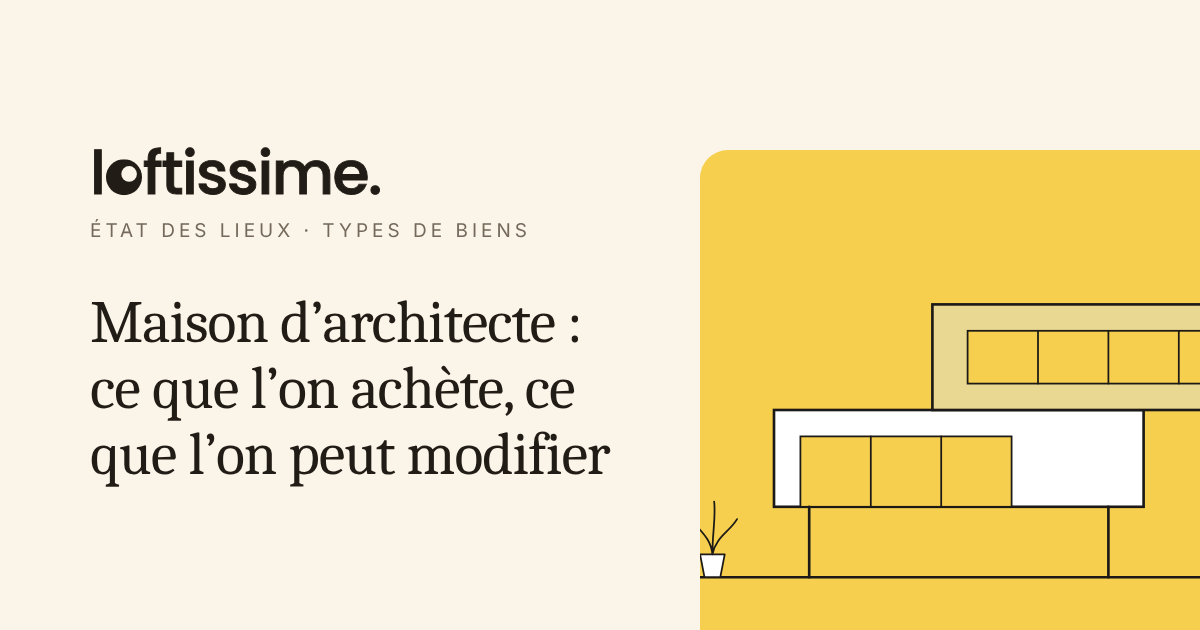 loftissime.
ÉTAT DES LIEUX · TYPES DE BIENS
Maison d’architecte :
ce que l’on achète, ce
que l’on peut modifier